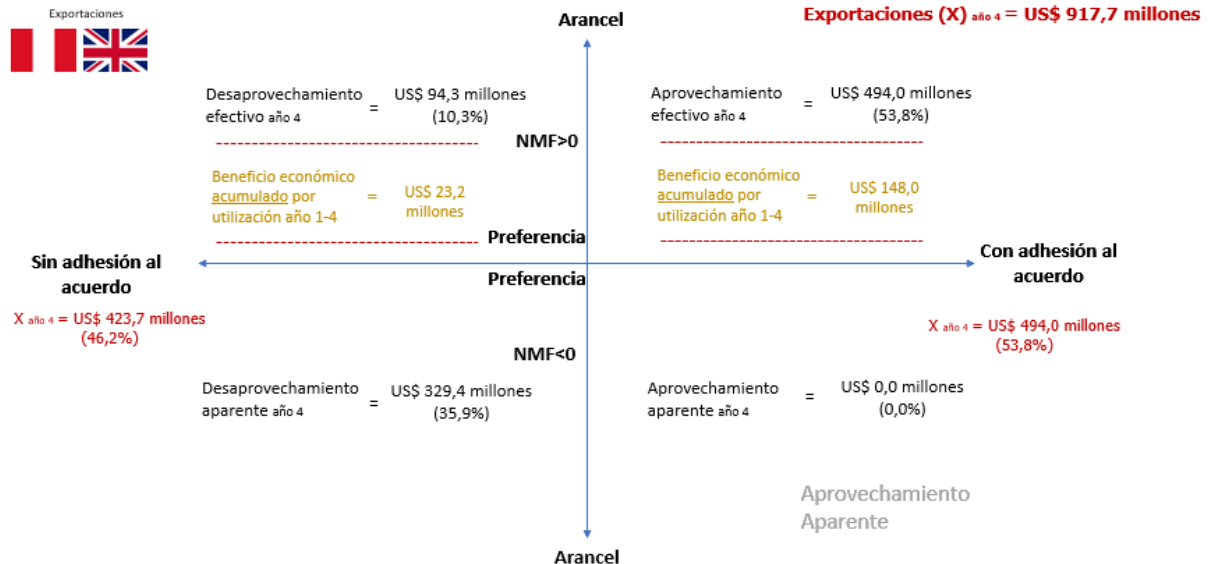 Exportaciones
Arancel
Exportaciones (X) año 4 = US$ 917,7 millones
Desaprovechamiento
efectivo año 4
=
US$ 94,3 millones
(10,3%)
Aprovechamiento
efectivo año 4
=
US$ 494,0 millones
(53,8%)
NMF>0
Beneficio económico
acumulado por
utilización año 1-4
=
US$ 23,2
millones
Beneficio económico
acumulado por
utilización año 1-4
=
US$ 148,0
millones
Preferencia
Sin adhesión al
acuerdo
Con adhesión al
acuerdo
Preferencia
X año 4 = US$ 423,7 millones
(46,2%)
X año 4 = US$ 494,0 millones
(53,8%)
NMF<0
Desaprovechamiento
aparente año 4
=
US$ 329,4 millones
(35,9%)
Aprovechamiento
aparente año 4
=
US$ 0,0 millones
(0,0%)
Aprovechamiento
Aparente
Arancel